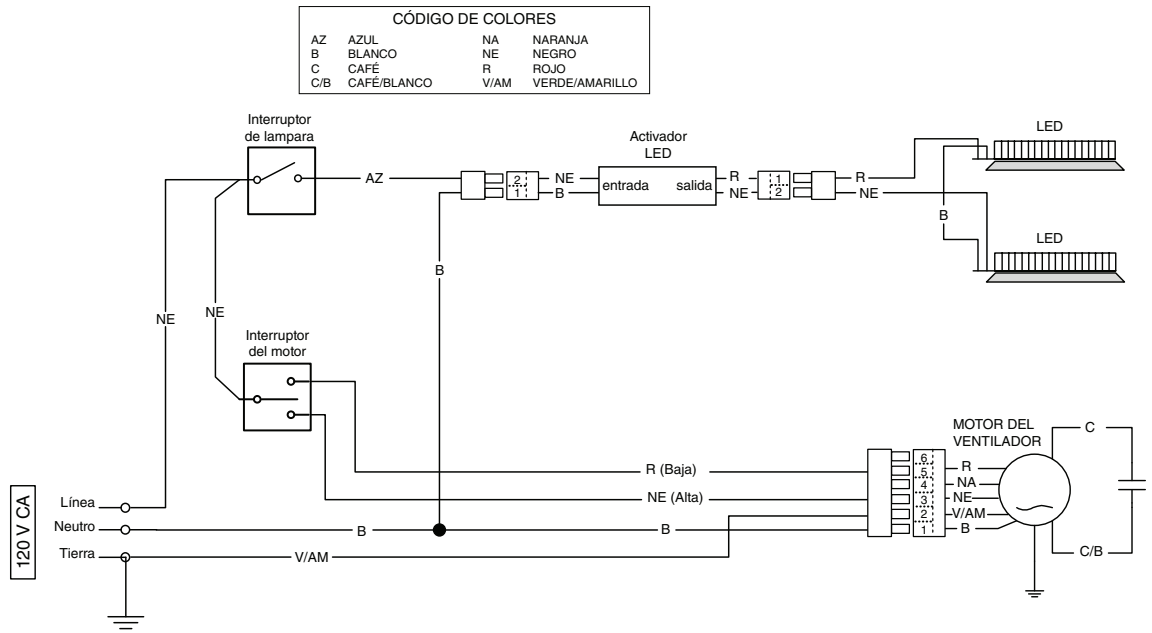 CÓDIGO DE COLORES
AZ AZUL NA NARANJA
B BLANCO NE NEGRO
C CAFÉ R ROJO
C/B CAFÉ/BLANCO V/AM VERDE/AMARILLO
Interruptor
de lampara
Activador
LED
LED
AZ
2
1
NE
B
entrada
salida
R
NE
1
2
R
NE
B
LED
B
NE
NE
Interruptor
del motor
R (Baja)
NE (Alta)
MOTOR DEL
VENTILADOR
C
6
5
4
3
2
1
R
NA
NE
V/AM
B
C/B
120 V CA
Línea
Neutro
B
B
Tierra
V/AM